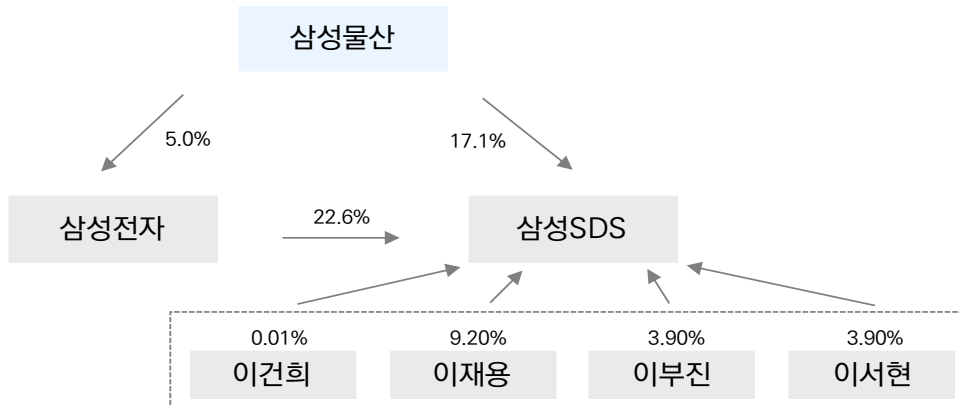 삼성물산
5.0%
17.1%
삼성전자
22.6%
삼성SDS
0.01%
9.20%
3.90%
3.90%
이건희
이재용
이부진
이서현